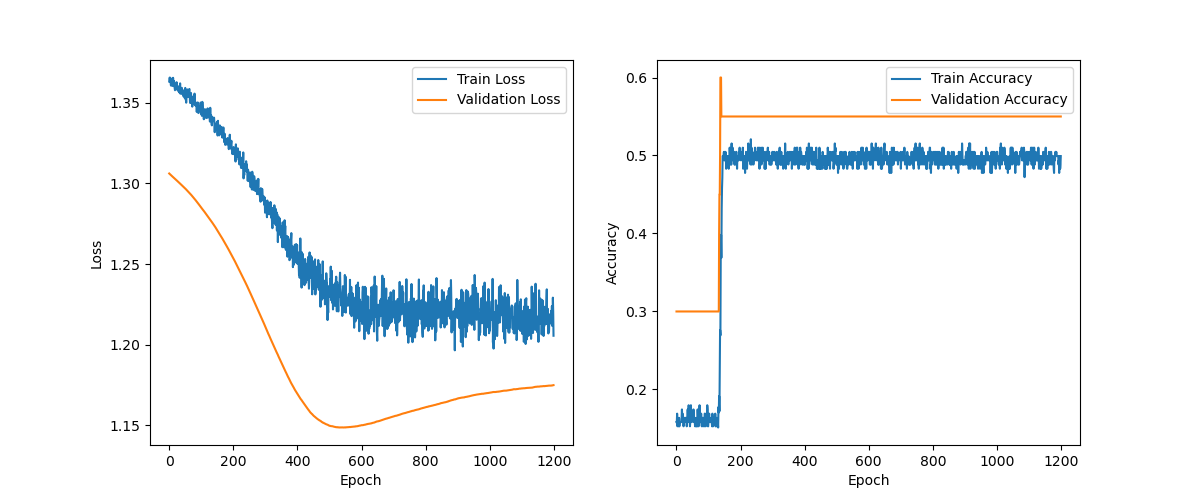 Train Loss
Validation Loss
1.35
1.30
1.25
1.20
1.15
Loss
0 200 400 600 800 1000 1200
Epoch
Train Accuracy
Validation Accuracy
0.6
0.5
0.4
0.3
0.2
Accuracy
0 200 400 600 800 1000 1200
Epoch